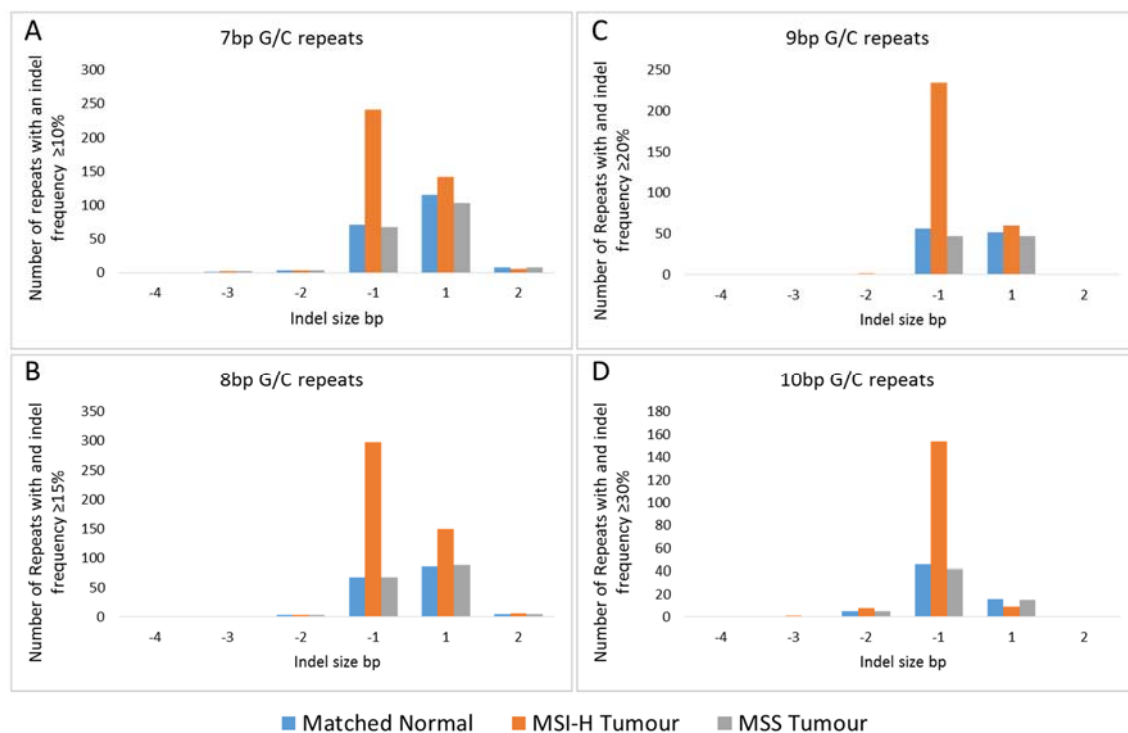 A
7bp G/C repeats
Number of repeats with an indel
frequency ≥10%
300
250
200
150
100
50
0
-4 -3 -2 -1 1 2
Indel size bp
B
8bp G/C repeats
Number of Repeats with and indel
frequency ≥15%
350
300
250
200
150
100
50
0
-4 -3 -2 -1 1 2
Indel size bp
C
9bp G/C repeats
Number of Repeats with and indel
frequency ≥20%
250
200
150
100
50
0
-4 -3 -2 -1 1 2
Indel size bp
D
10bp G/C repeats
Number of Repeats with and indel
frequency ≥30%
180
160
140
120
100
80
60
40
20
0
-4 -3 -2 -1 1 2
Indel size bp
Matched Normal MSI-H Tumour MSS Tumour